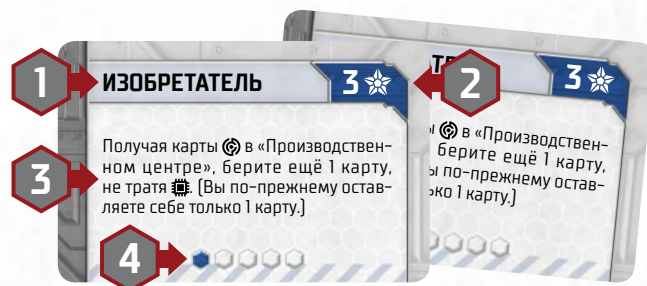 1
ИЗОБРЕТАТЕЛЬ
3
2
3
Получая карты в «Производствен-
ном центре», берите ещё 1 карту,
не тратя . (Вы по-прежнему остав-
ляете себе только 1 карту.)
3
4
в «Производствен-
берите ещё 1 карту,
по-прежнему остав-
1 карту.)